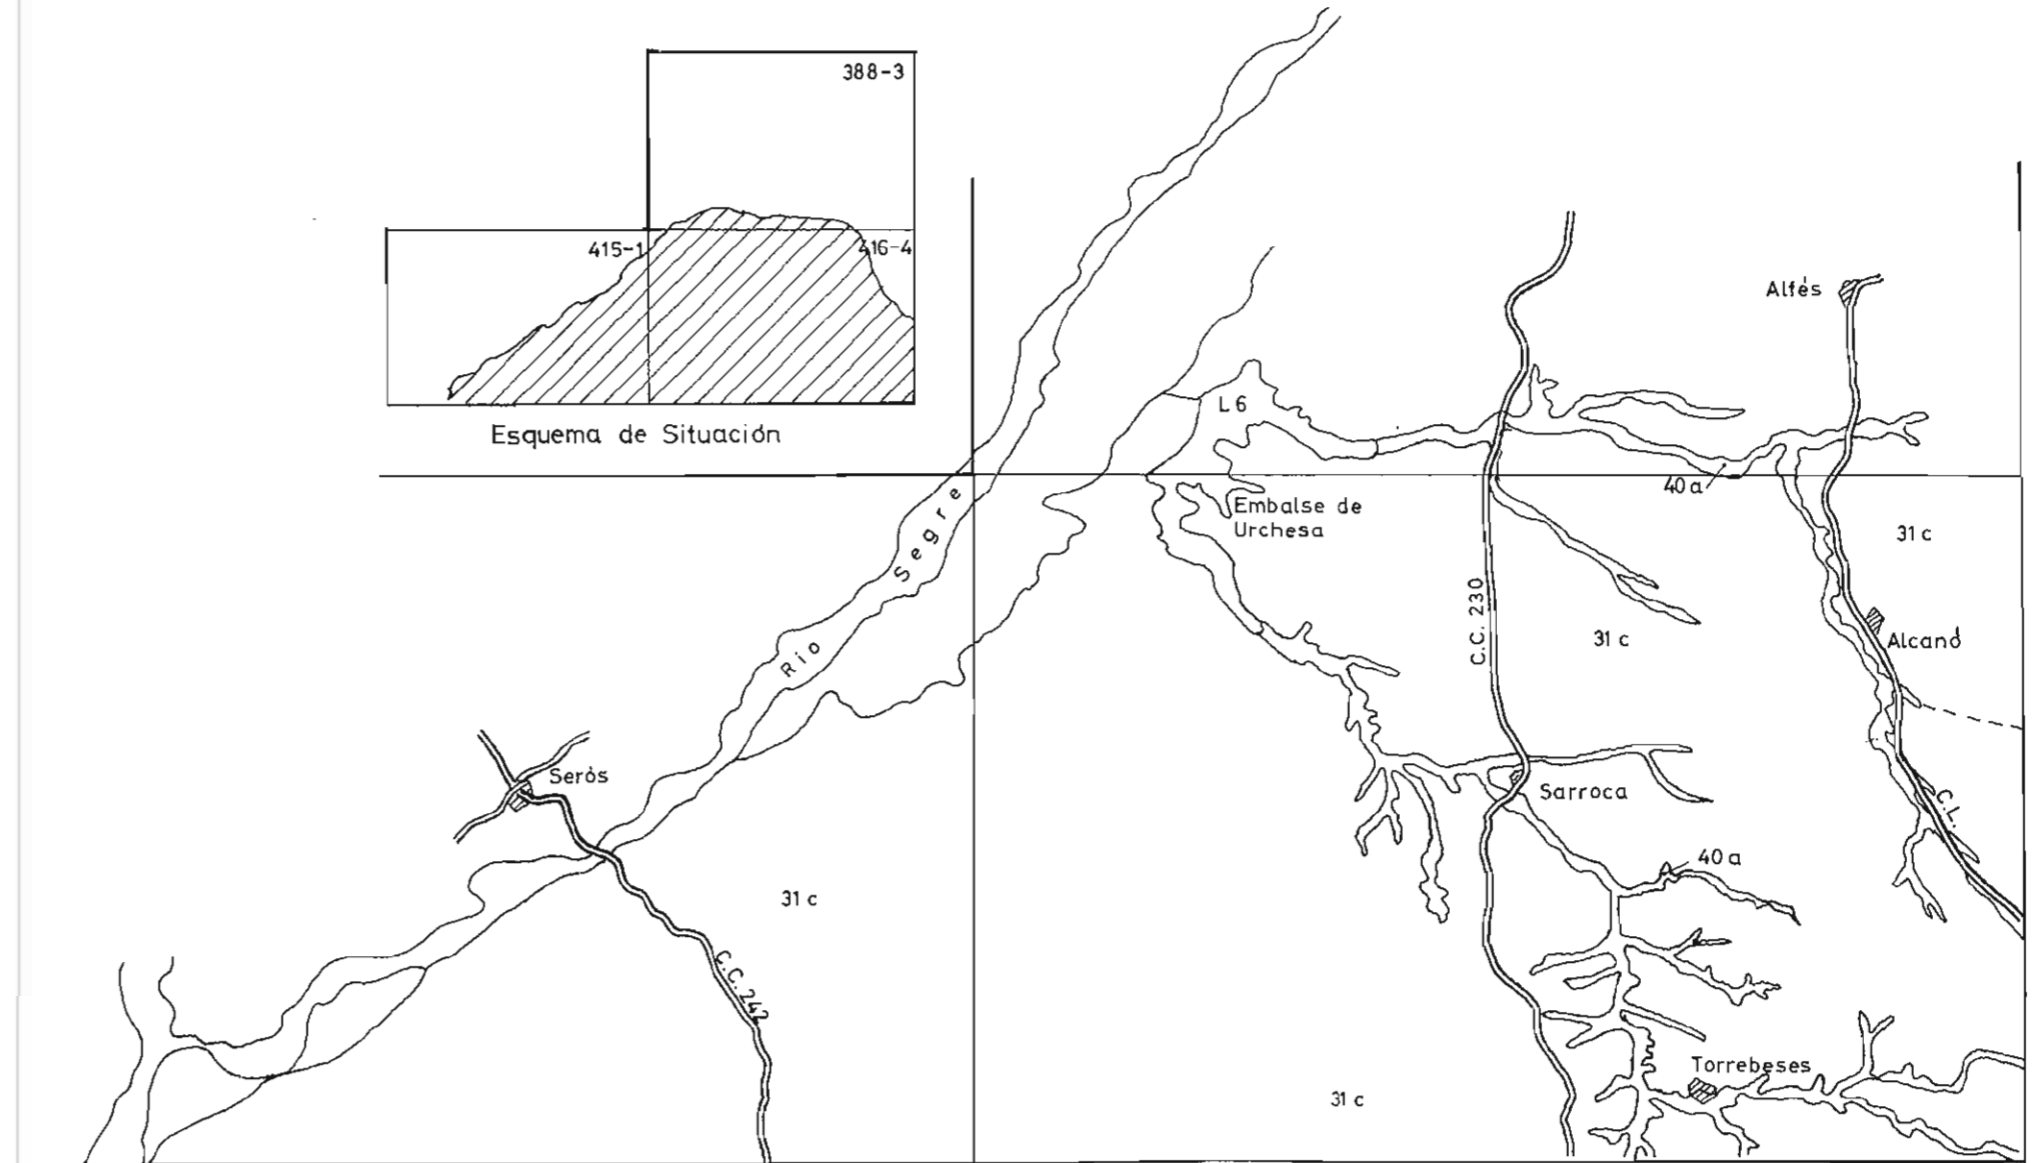 388-3
415-1
416-4
Esquema de Situación
Alfés
L 6
40 a
Embalse de
Urchesa
31 c
Río Segre
C.C. 230
31 c
Alcanó
Seròs
Sarroca
C.L.
40 a
31 c
C.C. 242
Torrebeses
31 c